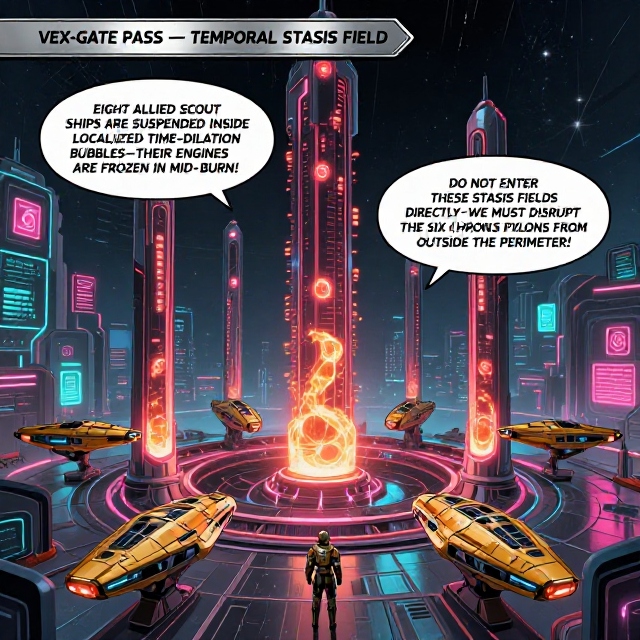 VEX-GATE PASS — TEMPORAL STASIS FIELD
EIGHT ALLIED SCOUT
SHIPS ARE SUSPENDED INSIDE
LOCALIZED TIME-DILATION
BUBBLES—THEIR ENGINES
ARE FROZEN IN MID-BURN!
DO NOT ENTER
THESE STASIS FIELDS
DIRECTLY—WE MUST DISRUPT
THE SIX PYLONS FROM
OUTSIDE THE PERIMETER!